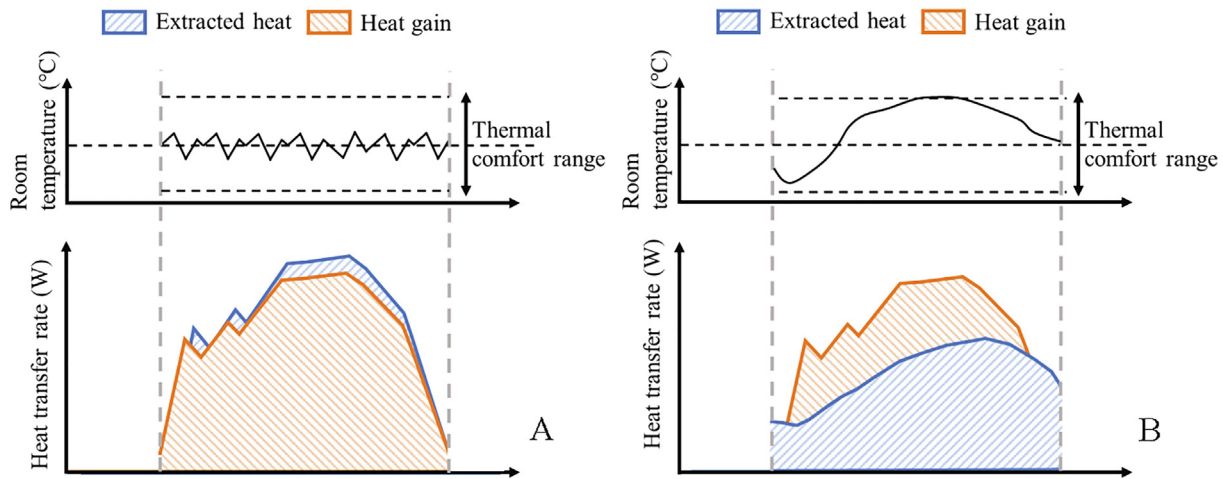 Extracted heat
Heat gain
Room
temperature (°C)
Thermal
comfort range
Heat transfer rate (W)
A
Extracted heat
Heat gain
Room
temperature (°C)
Thermal
comfort range
Heat transfer rate (W)
B